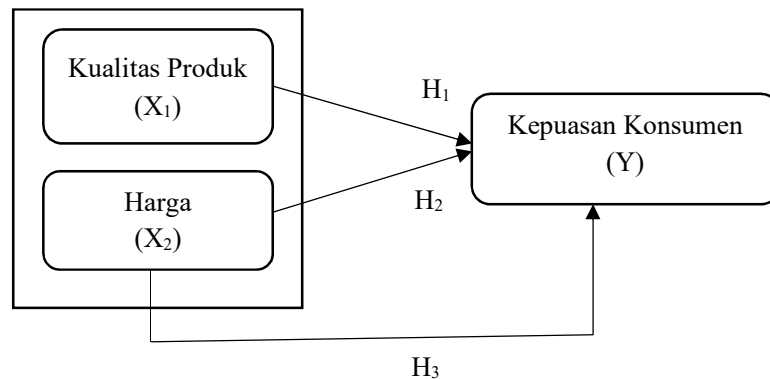 Kualitas Produk
(X₁)
H₁
Kepuasan Konsumen
(Y)
Harga
(X₂)
H₂
H₃